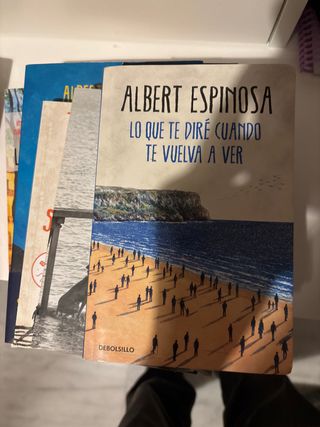 ALBERT ESPINOSA
LO QUE TE DIRÉ CUANDO
TE VUELVA A VER
DEBOLSILLO